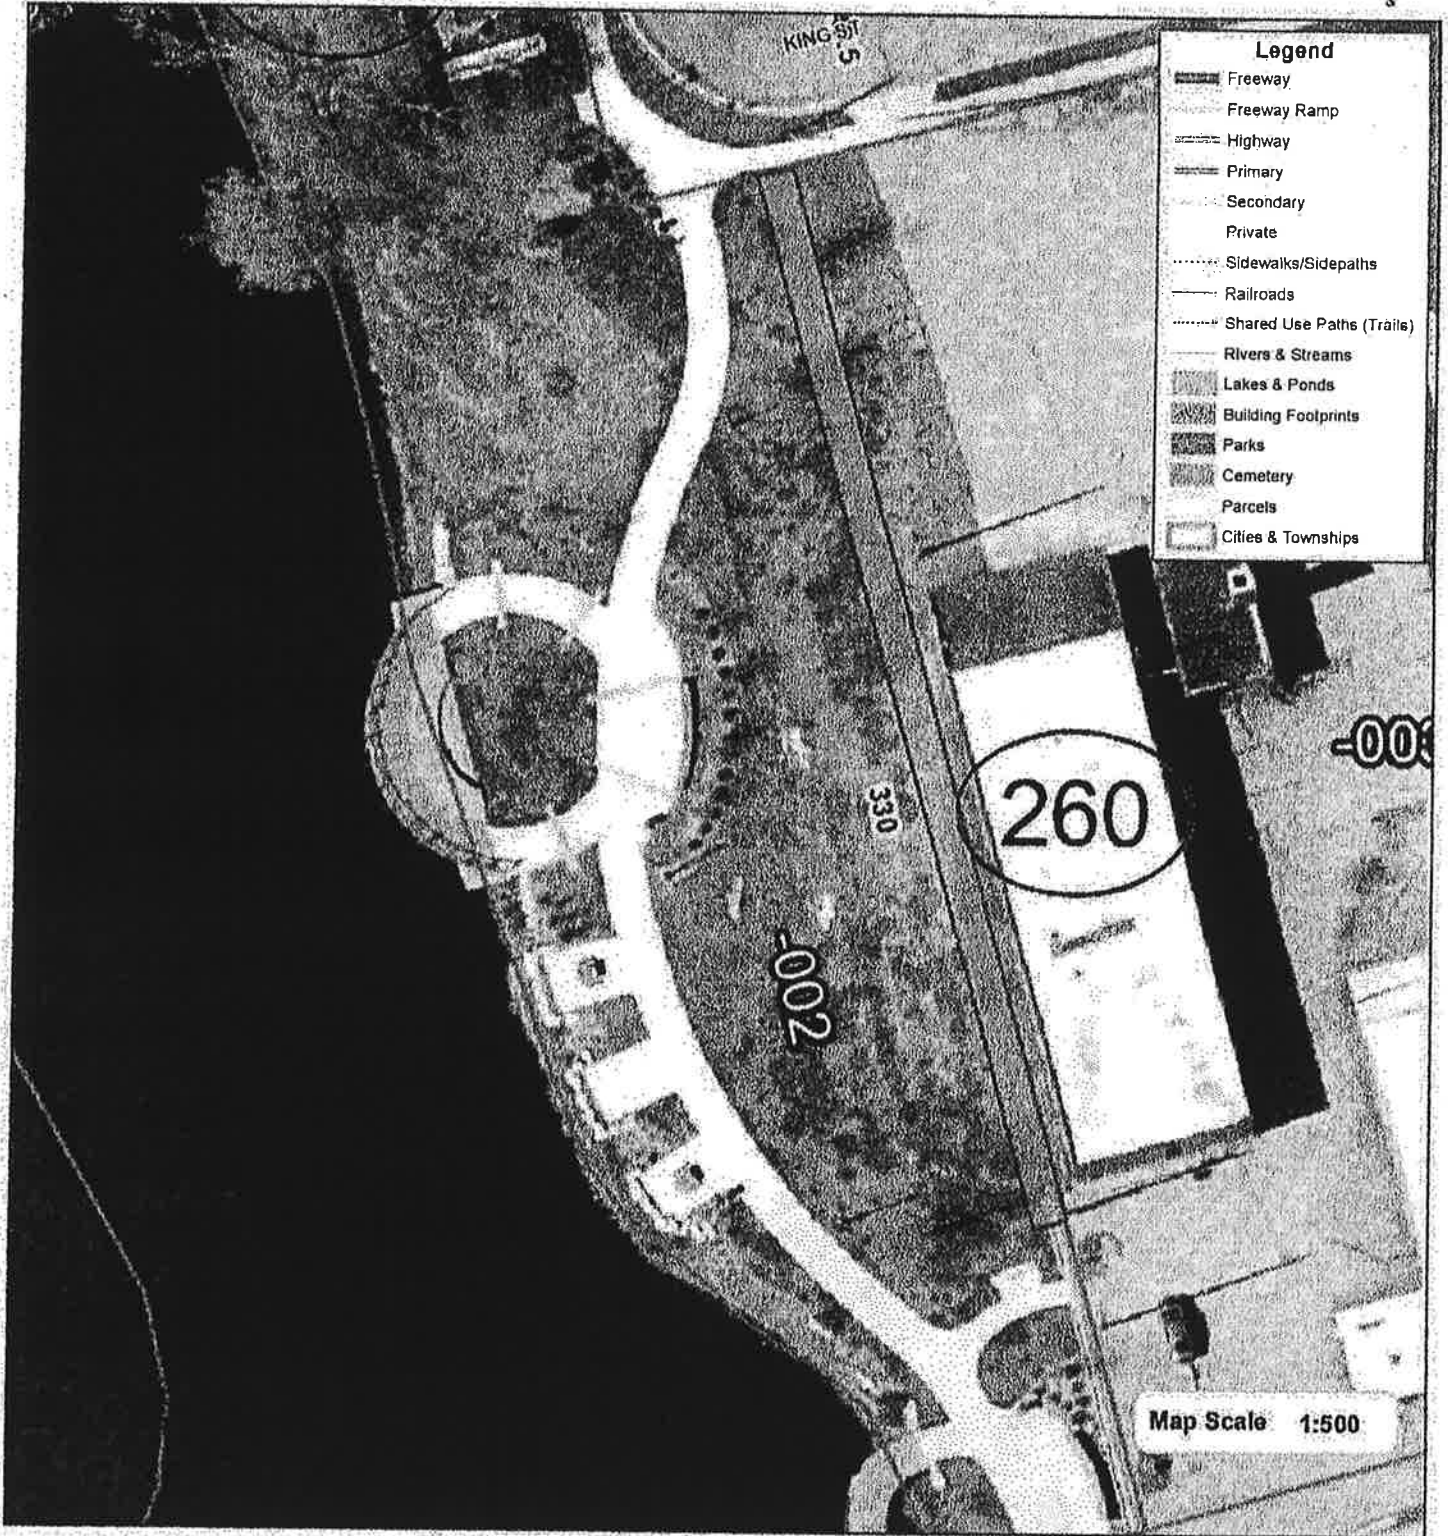 KING ST
.5
Legend
Freeway
Freeway Ramp
Highway
Primary
Secondary
Private
Sidewalks/Sidepaths
Railroads
Shared Use Paths (Trails)
Rivers & Streams
Lakes & Ponds
Building Footprints
Parks
Cemetery
Parcels
Cities & Townships
260
330
-002
Map Scale 1:500